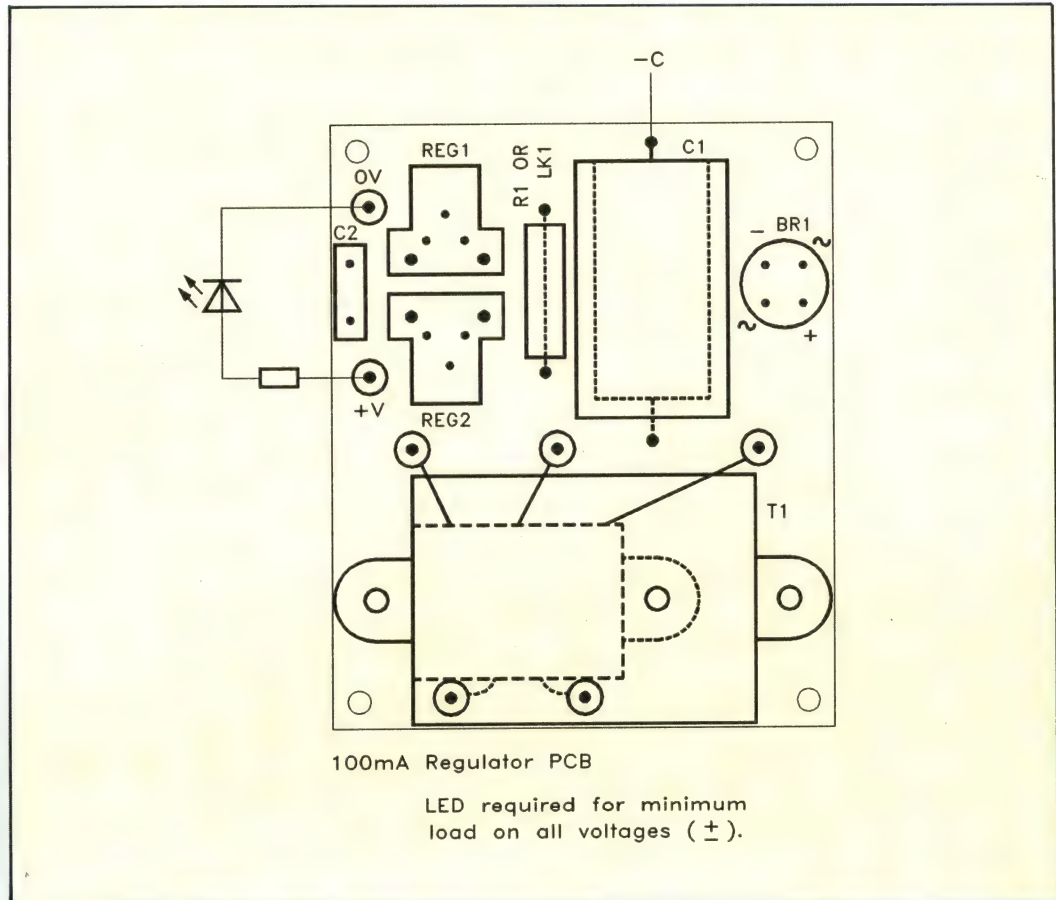 -C
REG1
R1 OR
LK1
C1
0V
C2
- BR1 ~
~ +
+V
REG2
T1
100mA Regulator PCB
LED required for minimum
load on all voltages (±).